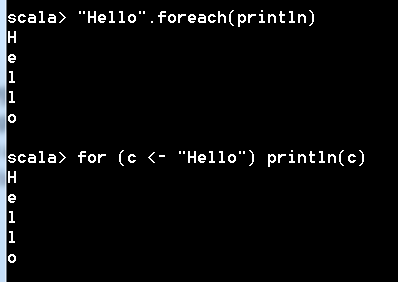 scala> "Hello".foreach(println)
H
e
l
l
o
scala> for (c <- "Hello") println(c)
H
e
l
l
o